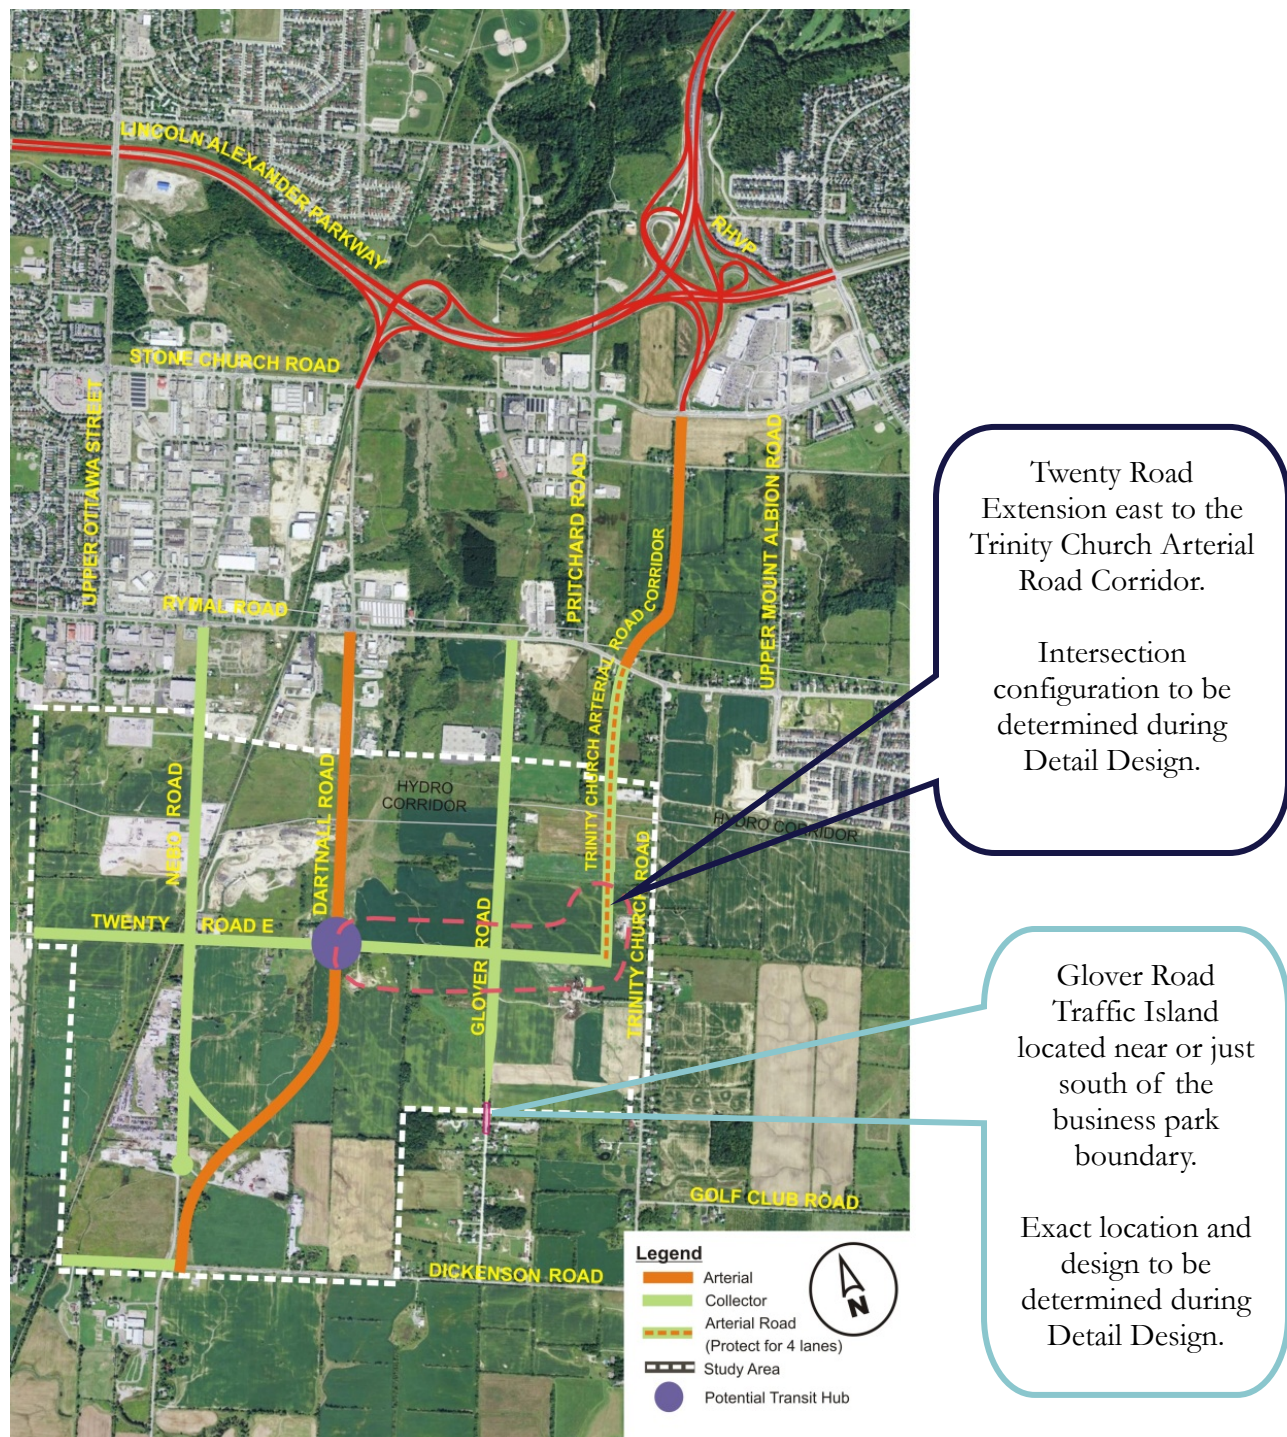 LINCOLN ALEXANDER PARKWAY
RHVP
STONE CHURCH ROAD
UPPER OTTAWA STREET
PRITCHARD ROAD
UPPER MOUNT ALBION ROAD
RYMAL ROAD
TRINITY CHURCH ARTERIAL ROAD CORRIDOR
NEBO ROAD
DARTNALL ROAD
HYDRO
CORRIDOR
HYDRO CORRIDOR
TRINITY CHURCH ROAD
TWENTY ROAD E
GLOVER ROAD
GOLF CLUB ROAD
DICKENSON ROAD
Twenty Road
Extension east to the
Trinity Church Arterial
Road Corridor.
Intersection
configuration to be
determined during
Detail Design.
Glover Road
Traffic Island
located near or just
south of the
business park
boundary.
Exact location and
design to be
determined during
Detail Design.
Legend
Arterial
Collector
Arterial Road
(Protect for 4 lanes)
Study Area
Potential Transit Hub
N